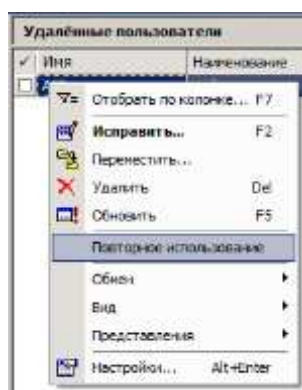 Удалённые пользователи
Имя Наименование
Отобрать по колонке... F7
Исправить... F2
Переместить...
Удалить Del
Обновить F5
Повторное использование
Обмен
Вид
Представления
Настройки... Alt+Enter